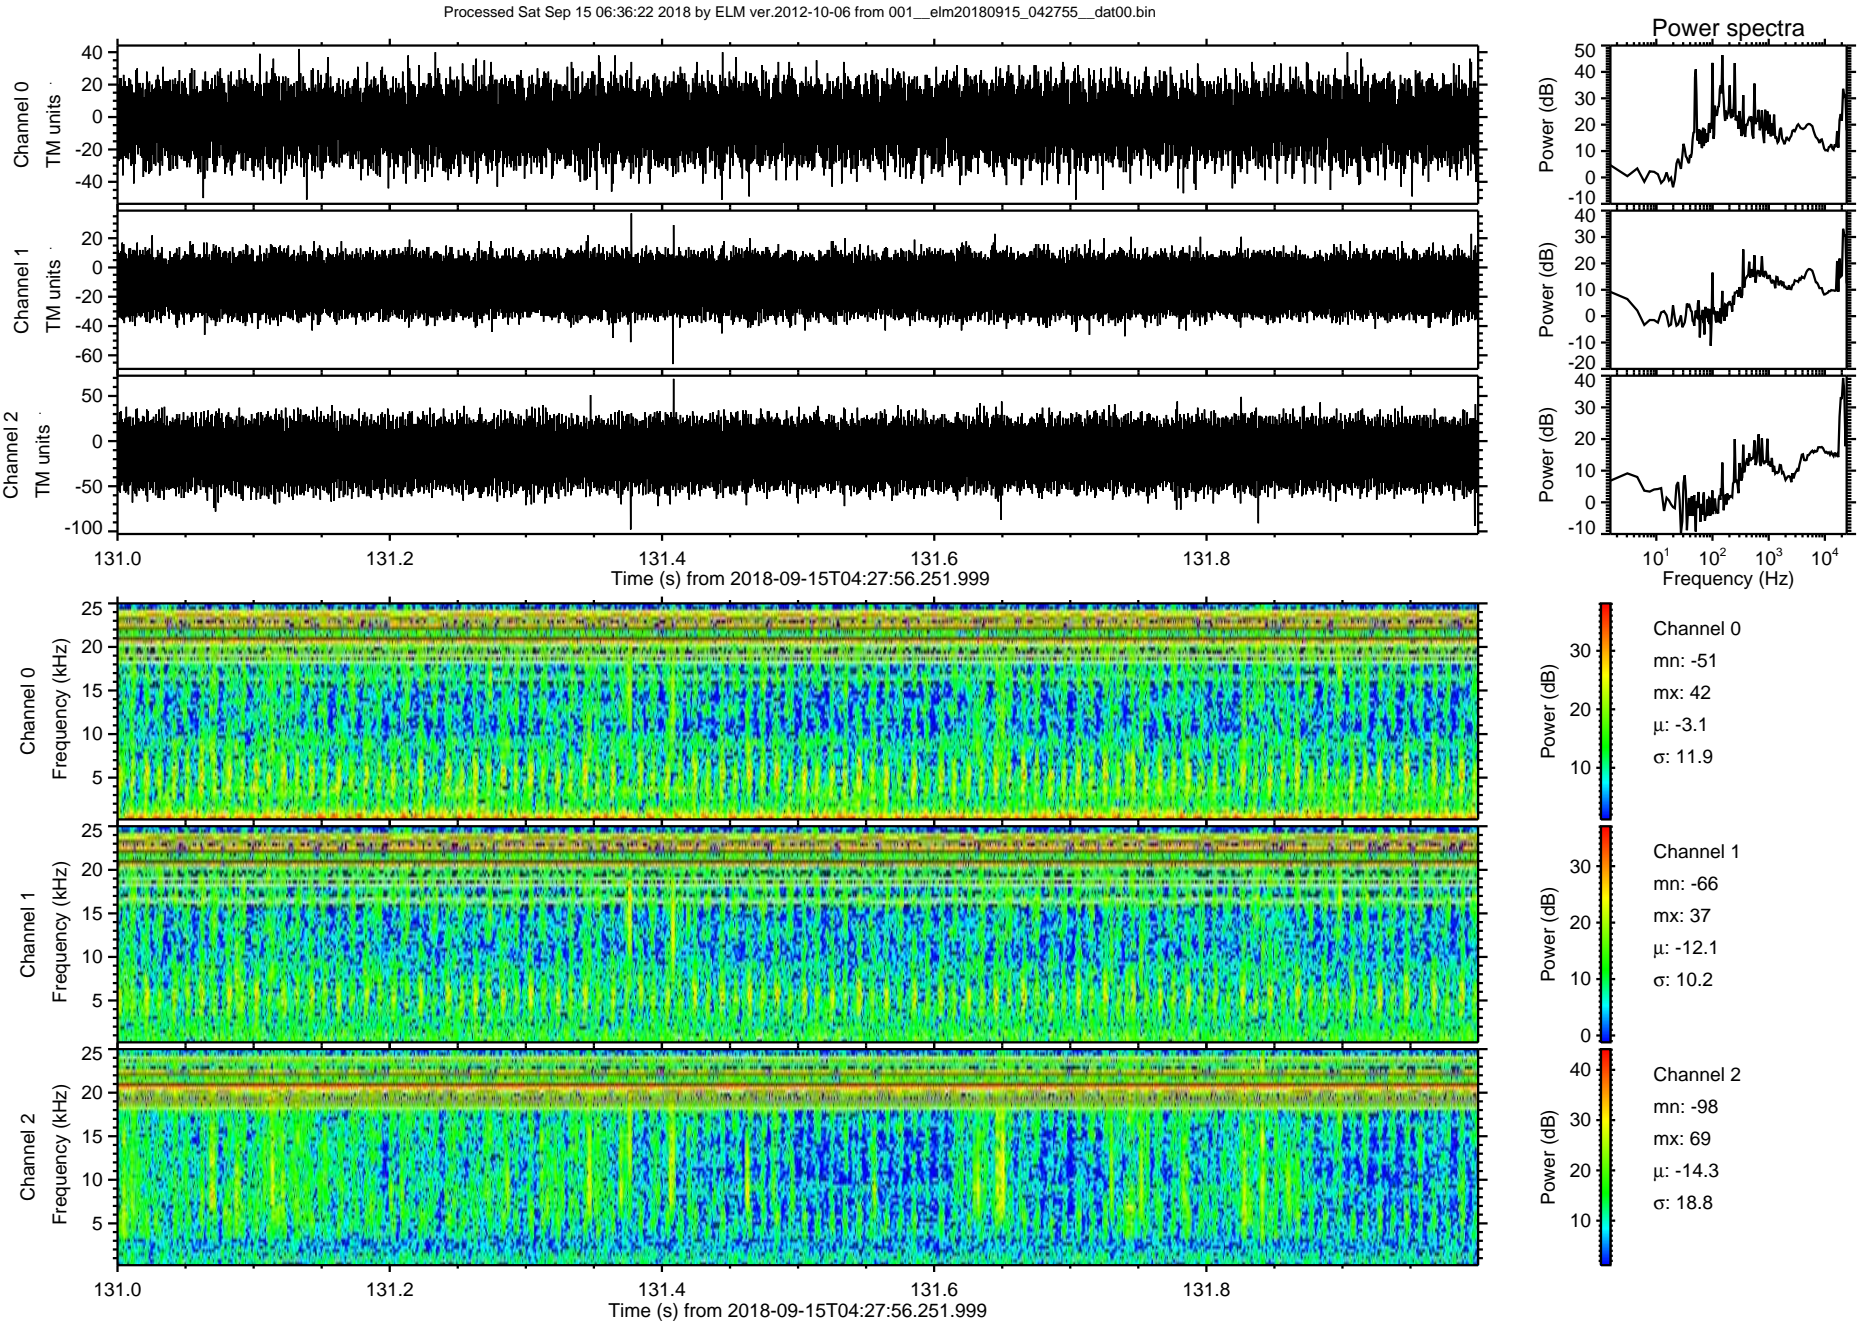 Processed Sat Sep 15 06:36:22 2018 by ELM ver.2012-10-06 from 001__elm20180915_042755__dat00.bin
Power spectra
Channel 0
TM units
40
20
0
-20
-40
Power (dB)
50
40
30
20
10
0
-10
Channel 1
TM units
20
0
-20
-40
-60
Power (dB)
40
30
20
10
0
-10
-20
Channel 2
TM units
50
0
-50
-100
Power (dB)
40
30
20
10
0
-10
131.0 131.2 131.4 131.6 131.8
Time (s) from 2018-09-15T04:27:56.251.999
10¹ 10² 10³ 10⁴
Frequency (Hz)
Channel 0
Frequency (kHz)
25
20
15
10
5
Power (dB)
30
20
10
Channel 0
mn: -51
mx: 42
μ: -3.1
σ: 11.9
Channel 1
Frequency (kHz)
25
20
15
10
5
Power (dB)
30
20
10
0
Channel 1
mn: -66
mx: 37
μ: -12.1
σ: 10.2
Channel 2
Frequency (kHz)
25
20
15
10
5
Power (dB)
40
30
20
10
Channel 2
mn: -98
mx: 69
μ: -14.3
σ: 18.8
131.0 131.2 131.4 131.6 131.8
Time (s) from 2018-09-15T04:27:56.251.999